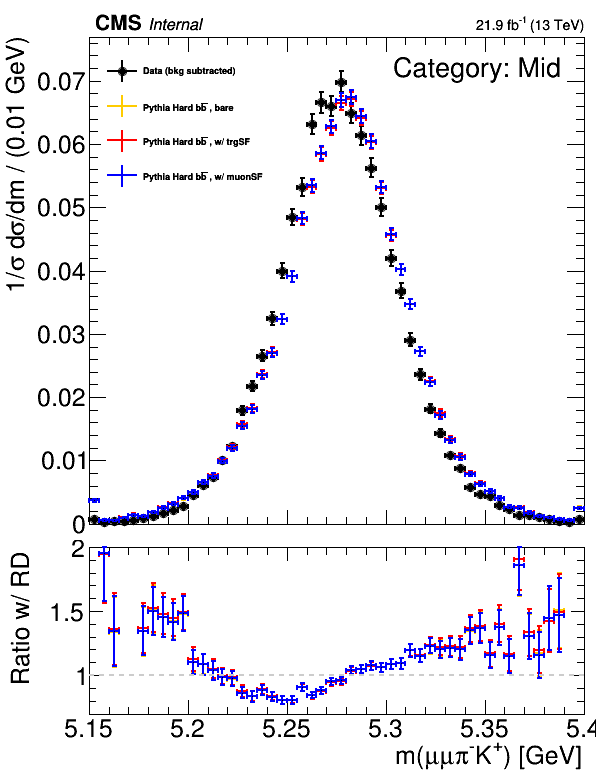 CMS Internal
21.9 fb⁻¹ (13 TeV)
1/σ dσ/dm / (0.01 GeV)
Category: Mid
Data (bkg subtracted)
Pythia Hard bb̅ , bare
Pythia Hard bb̅ , w/ trgSF
Pythia Hard bb̅ , w/ muonSF
0.07
0.06
0.05
0.04
0.03
0.02
0.01
0
Ratio w/ RD
2
1.5
1
5.15 5.2 5.25 5.3 5.35 5.4
m(μμπ⁻K⁺) [GeV]